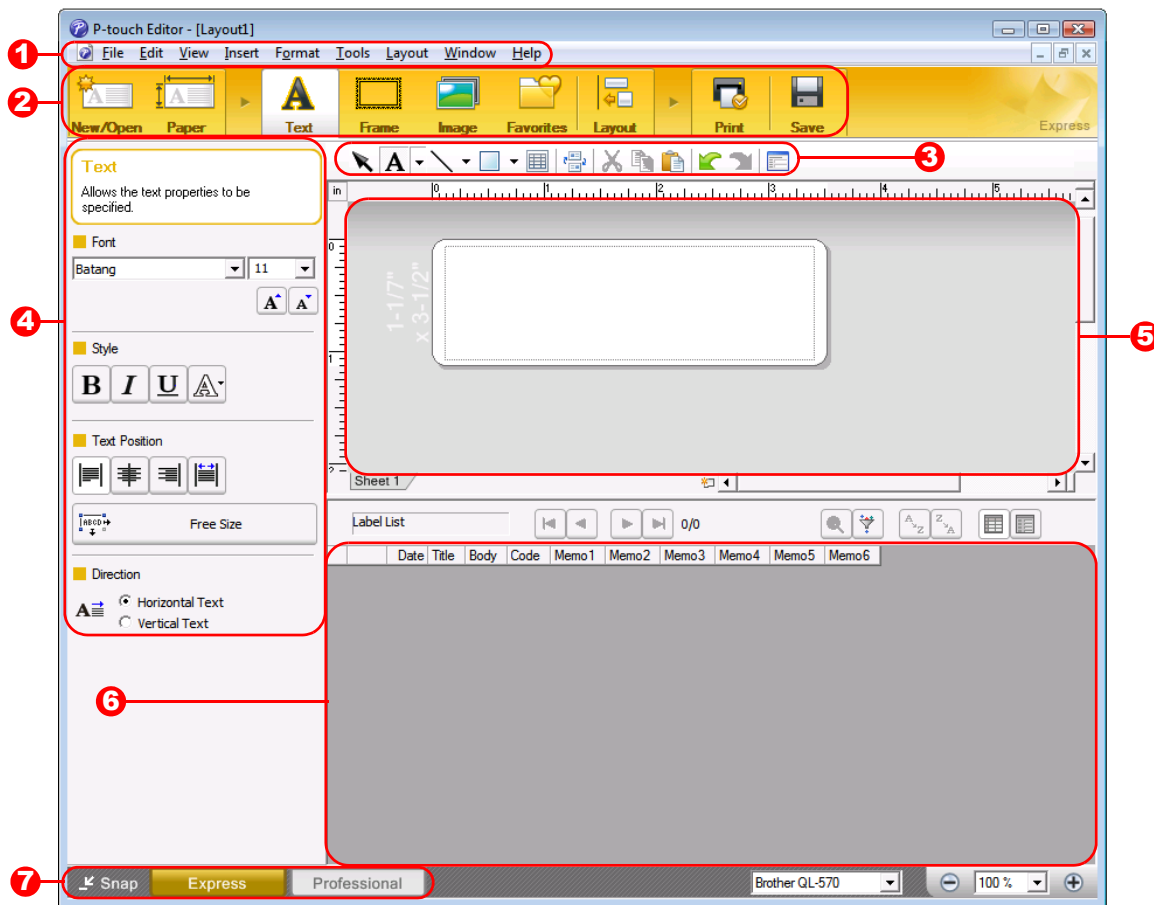 P-touch Editor - [Layout1]
1
File Edit View Insert Format Tools Layout Window Help
2
New/Open Paper Text Frame Image Favorites Layout Print Save Express
3
4
Text
Allows the text properties to be
specified.
Font
Batang 11
Style
B I U A
Text Position
ABCD Free Size
Direction
Horizontal Text
Vertical Text
in 0 1 2 3 4 5
0
1
2
1-1/7"
x 3-1/2"
5
Sheet 1
Label List 0/0
Date Title Body Code Memo1 Memo2 Memo3 Memo4 Memo5 Memo6
6
7
Snap Express Professional Brother QL-570 100 %